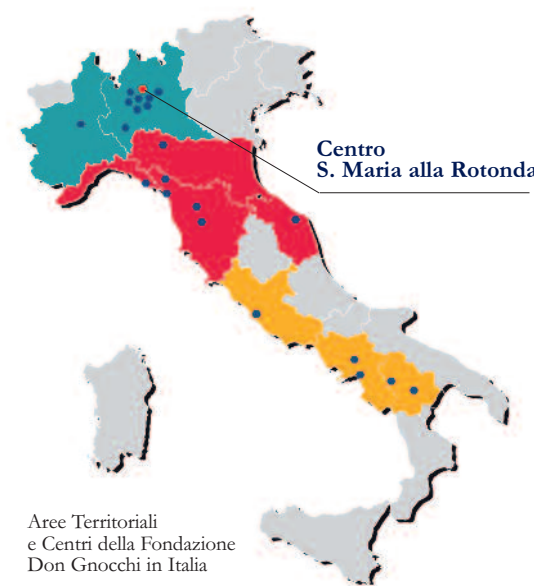 Centro
S. Maria alla Rotonda
Aree Territoriali
e Centri della Fondazione
Don Gnocchi in Italia